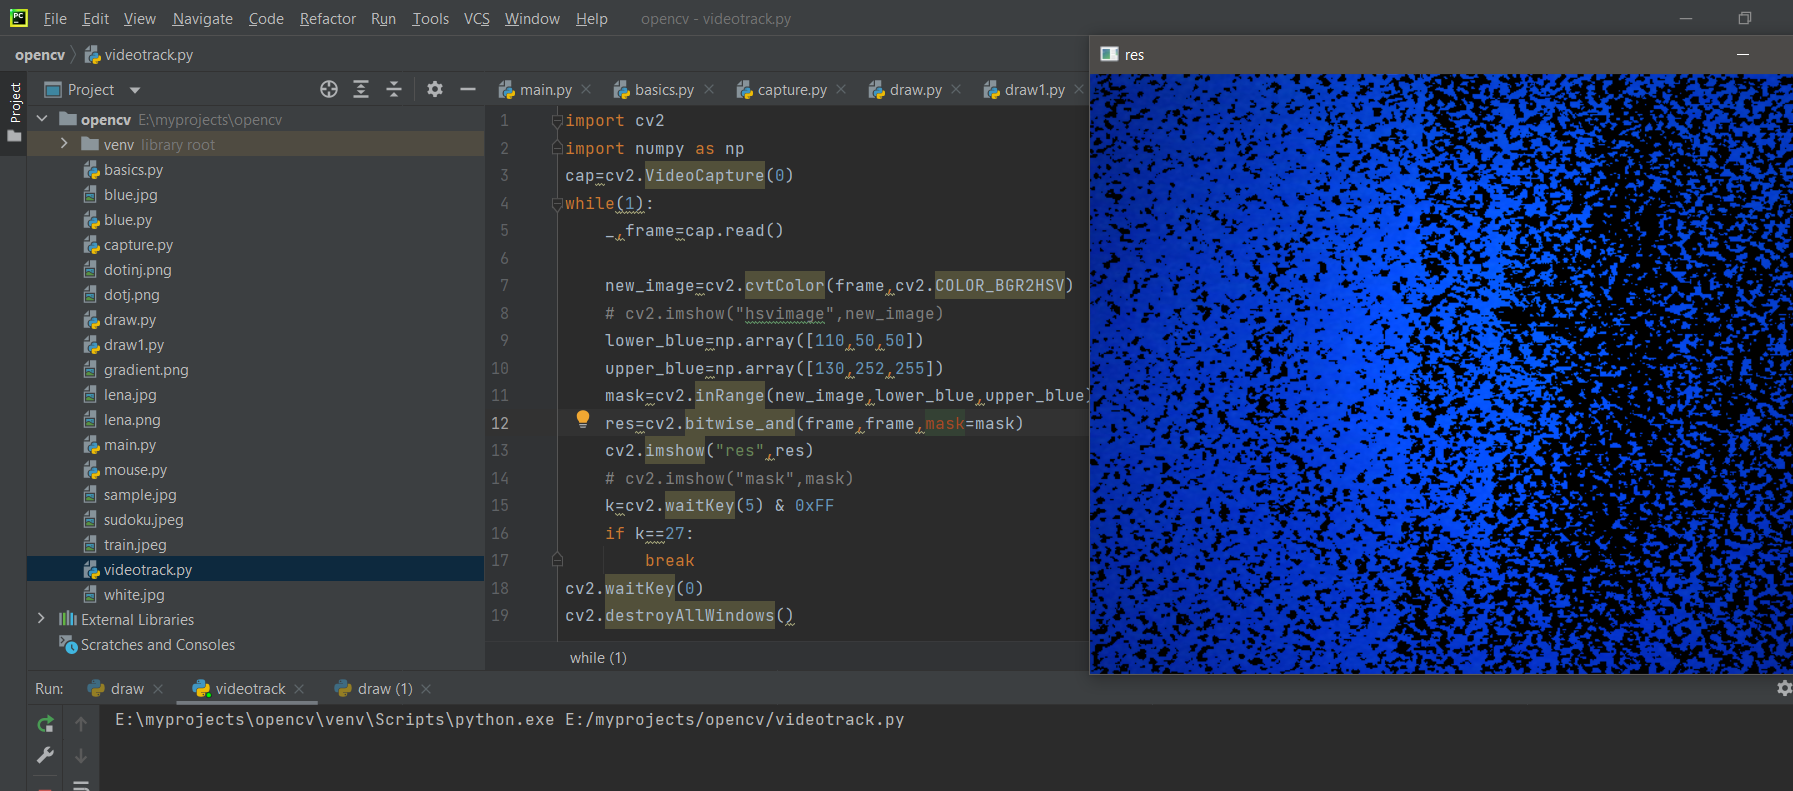 File Edit View Navigate Code Refactor Run Tools VCS Window Help opencv - videotrack.py
opencv videotrack.py
res
Project
Project
main.py basics.py capture.py draw.py draw1.py
opencv E:\myprojects\opencv
venv library root
basics.py
blue.jpg
blue.py
capture.py
dotinj.png
dotj.png
draw.py
draw1.py
gradient.png
lena.jpg
lena.png
main.py
mouse.py
sample.jpg
sudoku.jpeg
train.jpeg
videotrack.py
white.jpg
External Libraries
Scratches and Consoles
1 import cv2
2 import numpy as np
3 cap=cv2.VideoCapture(0)
4 while(1):
5 _,frame=cap.read()
6
7 new_image=cv2.cvtColor(frame,cv2.COLOR_BGR2HSV)
8 # cv2.imshow("hsvimage",new_image)
9 lower_blue=np.array([110,50,50])
10 upper_blue=np.array([130,252,255])
11 mask=cv2.inRange(new_image,lower_blue,upper_blue)
12 res=cv2.bitwise_and(frame,frame,mask=mask)
13 cv2.imshow("res",res)
14 # cv2.imshow("mask",mask)
15 k=cv2.waitKey(5) & 0xFF
16 if k==27:
17 break
18 cv2.waitKey(0)
19 cv2.destroyAllWindows()
while (1)
Run: draw videotrack draw (1)
E:\myprojects\opencv\venv\Scripts\python.exe E:/myprojects/opencv/videotrack.py